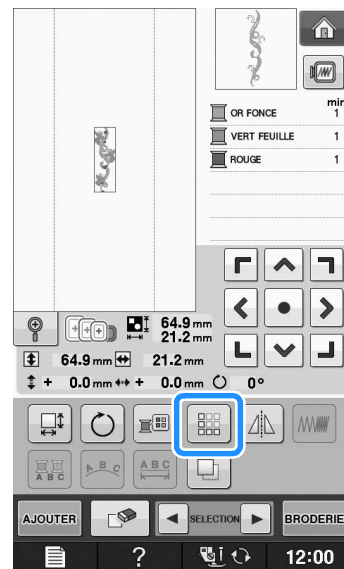 min
OR FONCE 1
VERT FEUILLE 1
ROUGE 1
64.9 mm
21.2 mm
64.9 mm 21.2 mm
+ 0.0 mm + 0.0 mm 0°
A B C A B C A B C
AJOUTER SELECTION BRODERIE
? 12:00